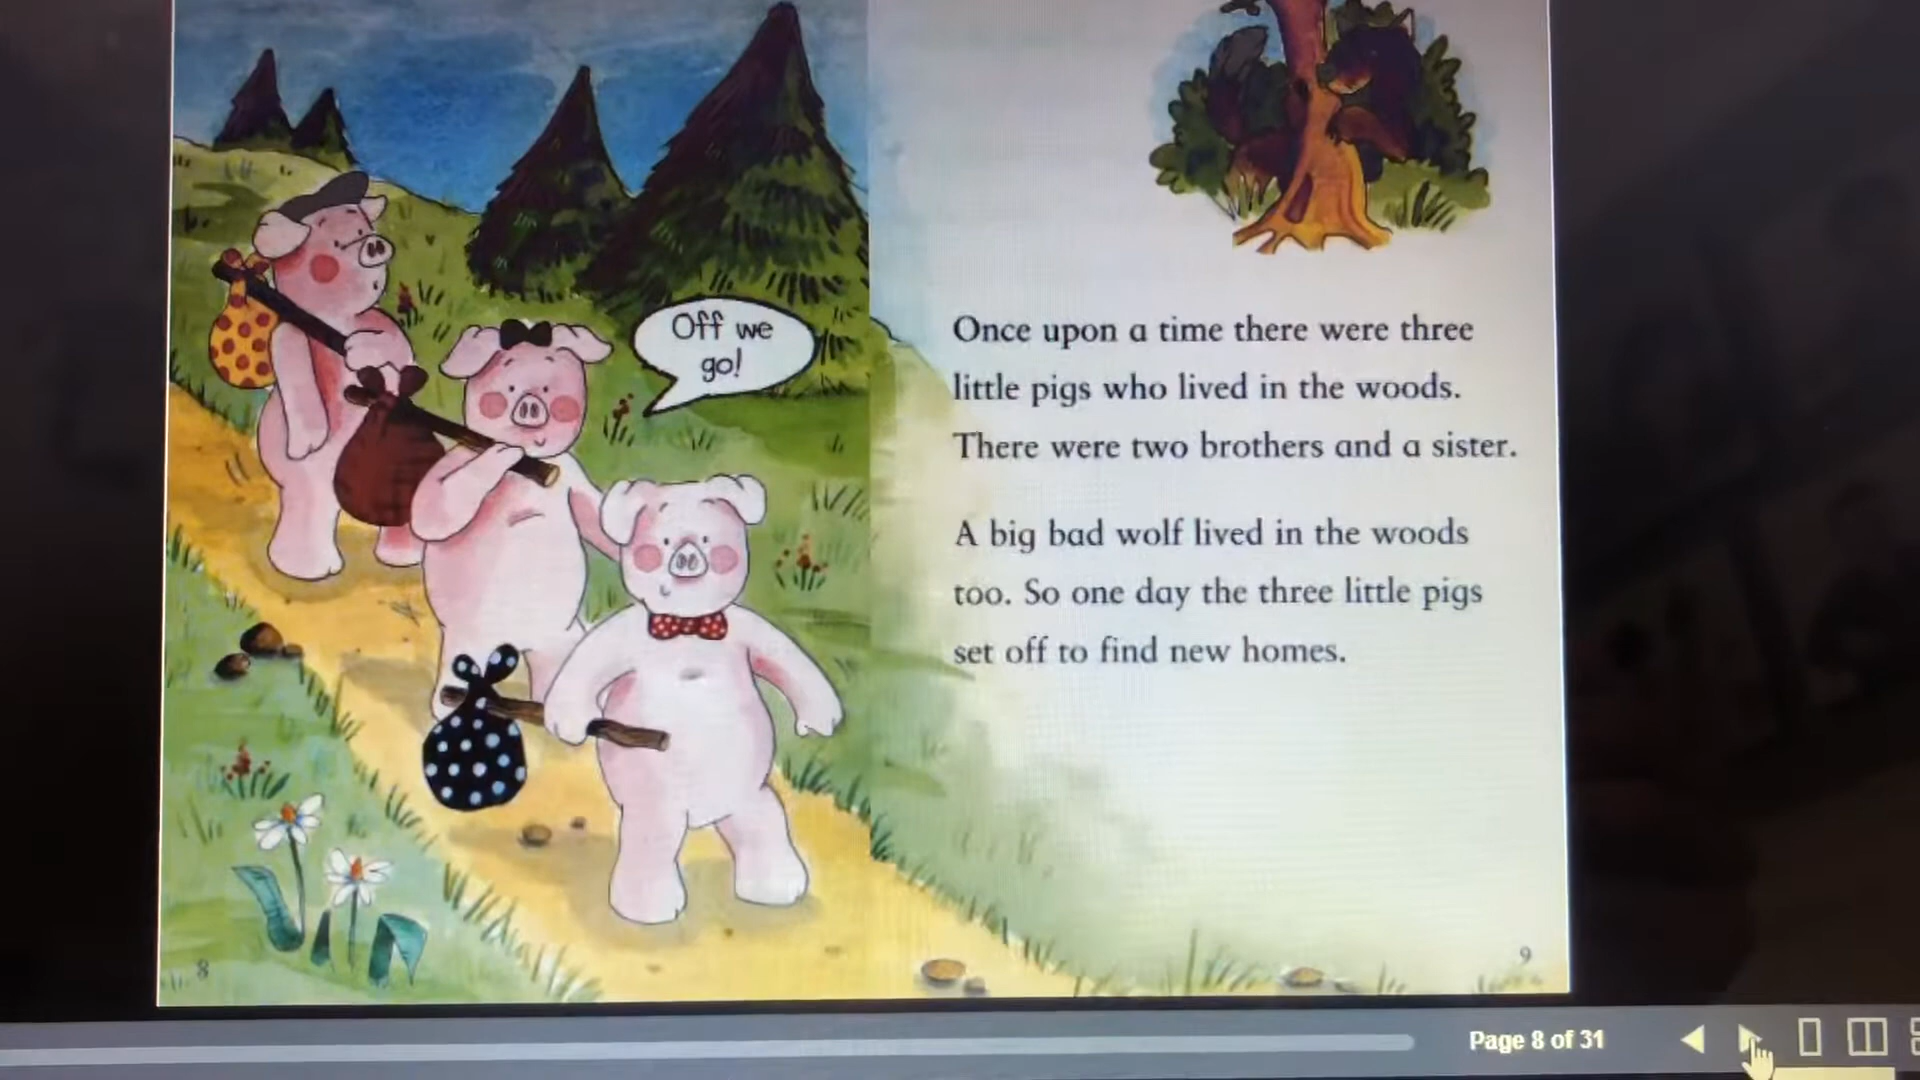 Off we
go!
Once upon a time there were three
little pigs who lived in the woods.
There were two brothers and a sister.
A big bad wolf lived in the woods
too. So one day the three little pigs
set off to find new homes.
8
9
Page 8 of 31